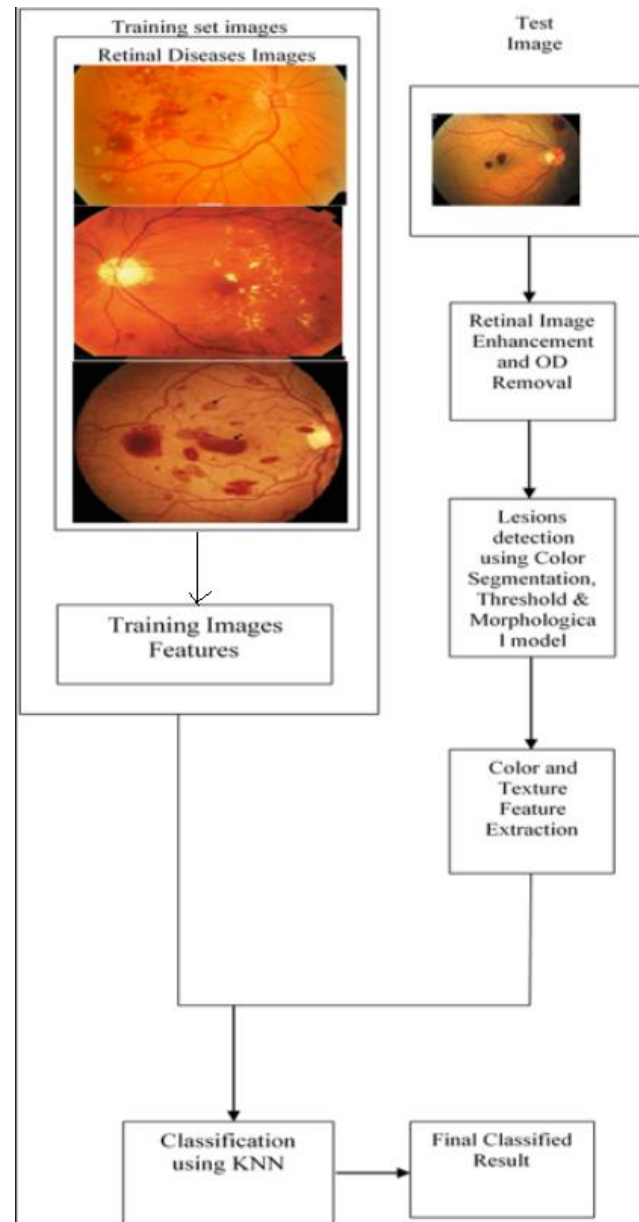 Training set images
Retinal Diseases Images
Training Images
Features
Test
Image
Retinal Image
Enhancement
and OD
Removal
Lesions
detection
using Color
Segmentation,
Threshold &
Morphologica
l model
Color and
Texture
Feature
Extraction
Classification
using KNN
Final Classified
Result